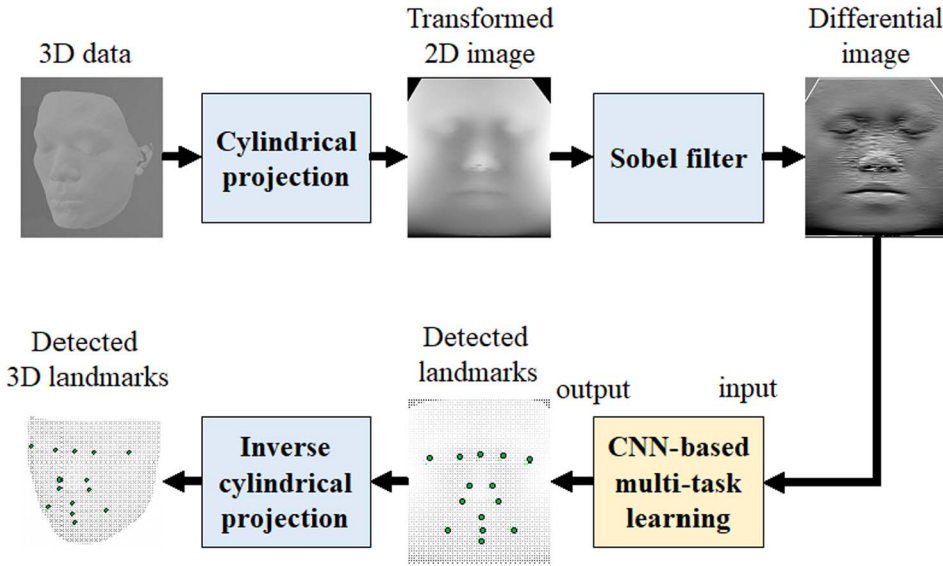 3D data
Cylindrical
projection
Transformed
2D image
Sobel filter
Differential
image
Detected
3D landmarks
Inverse
cylindrical
projection
Detected
landmarks
output
input
CNN-based
multi-task
learning